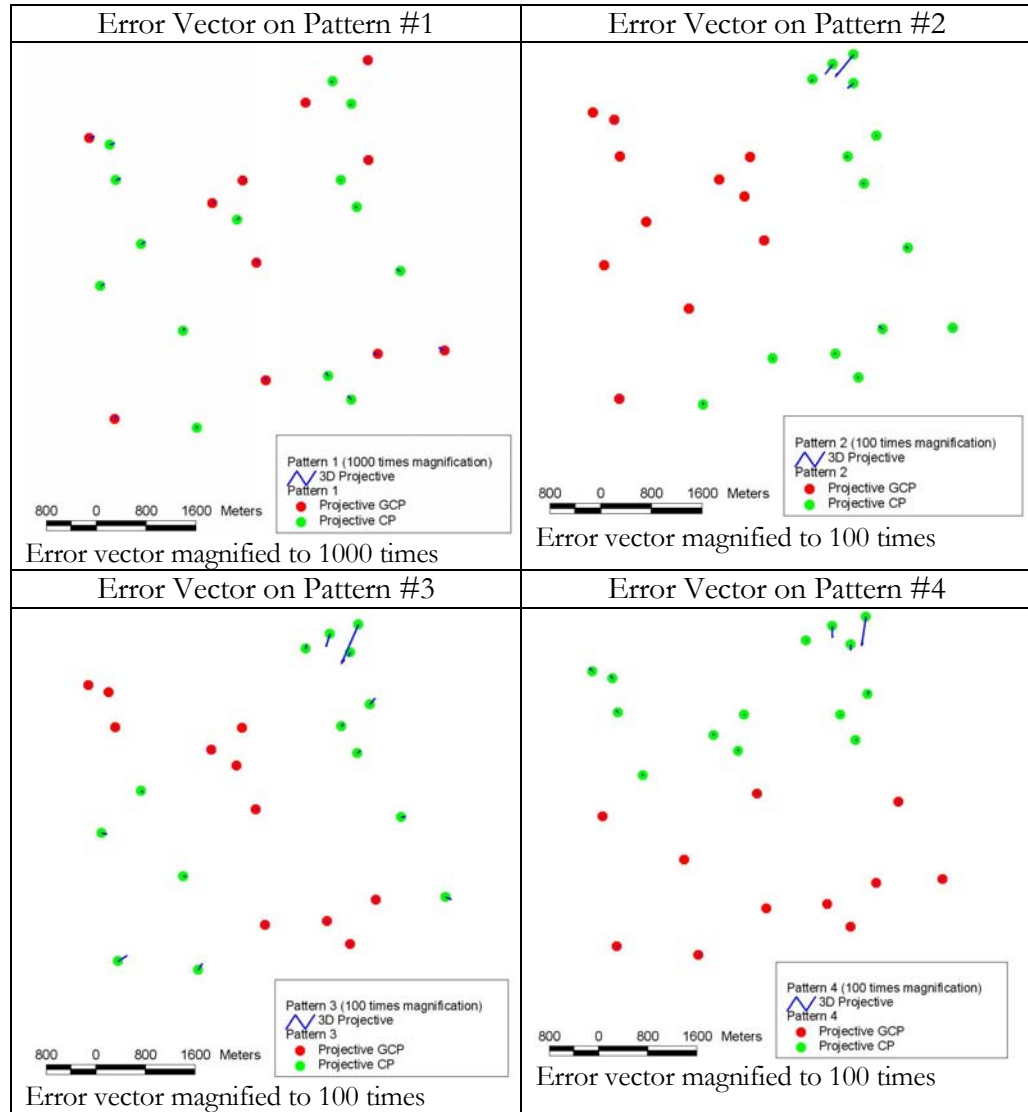 Error Vector on Pattern #1
Error Vector on Pattern #2
Pattern 1 (1000 times magnification)
3D Projective
Pattern 1
Projective GCP
Projective CP
800 0 800 1600 Meters
Error vector magnified to 1000 times
Pattern 2 (100 times magnification)
3D Projective
Pattern 2
Projective GCP
Projective CP
800 0 800 1600 Meters
Error vector magnified to 100 times
Error Vector on Pattern #3
Error Vector on Pattern #4
Pattern 3 (100 times magnification)
3D Projective
Pattern 3
Projective GCP
Projective CP
800 0 800 1600 Meters
Error vector magnified to 100 times
Pattern 4 (100 times magnification)
3D Projective
Pattern 4
Projective GCP
Projective CP
800 0 800 1600 Meters
Error vector magnified to 100 times